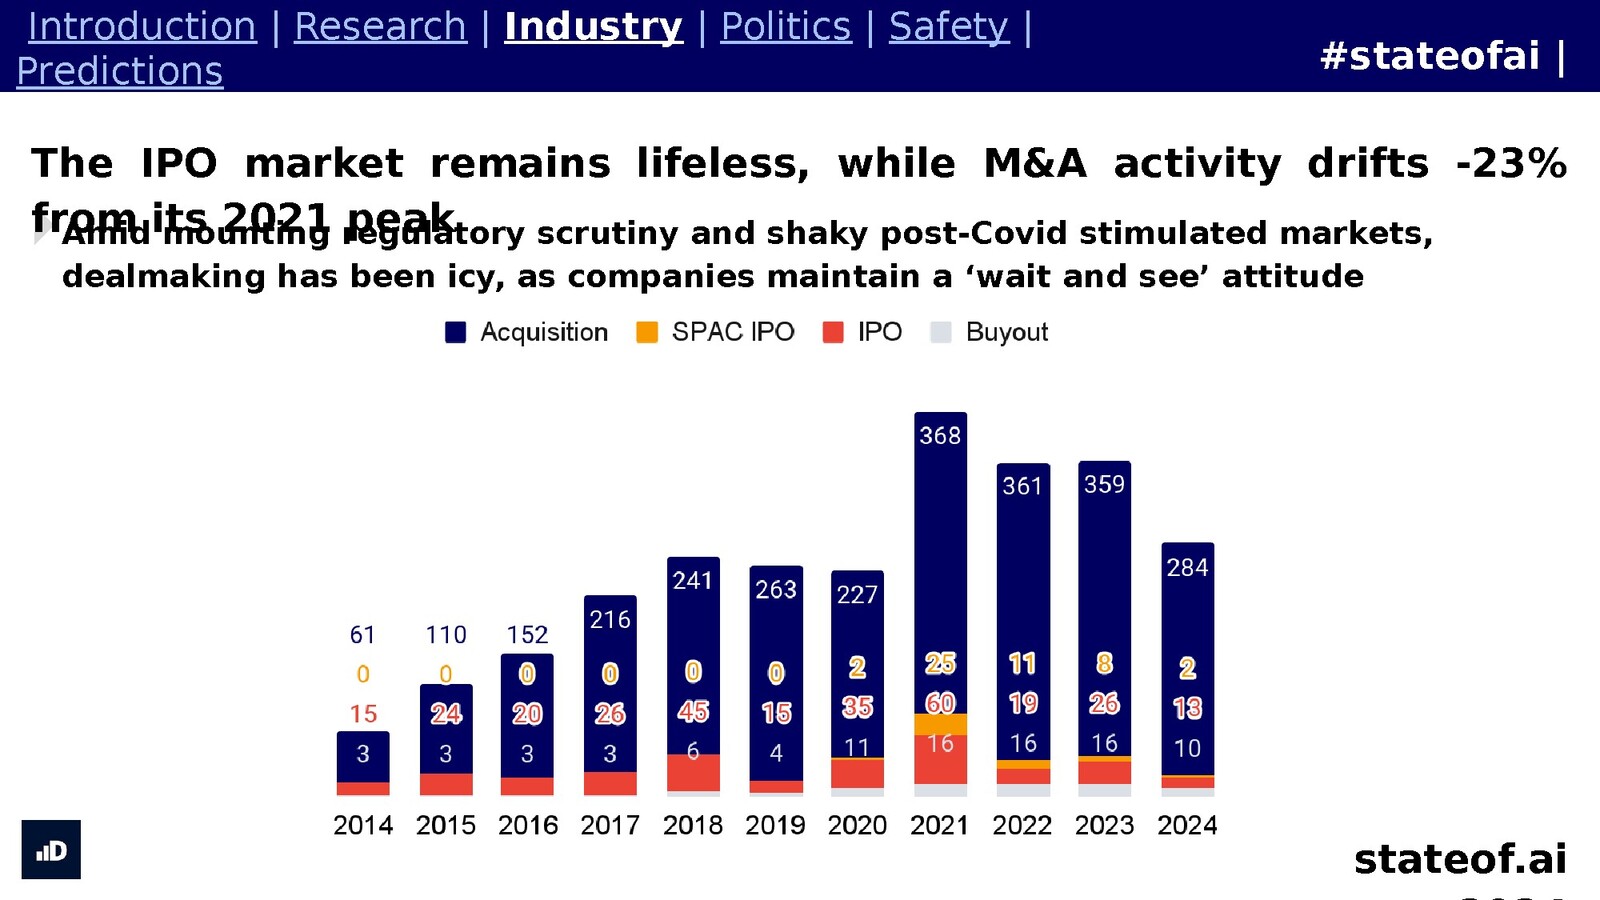 Introduction | Research | Industry | Politics | Safety |
Predictions
#stateofai |
The IPO market remains lifeless, while M&A activity drifts -23%
from its 2021 peak
Amid mounting regulatory scrutiny and shaky post-Covid stimulated markets,
dealmaking has been icy, as companies maintain a ‘wait and see’ attitude
Acquisition SPAC IPO IPO Buyout
368
361 359
284
241 263 227
216
61 110 152
0 0 0 0 0 0 2 25 11 8 2
15 24 20 26 45 15 35 60 19 26 13
3 3 3 3 6 4 11 16 16 16 10
2014 2015 2016 2017 2018 2019 2020 2021 2022 2023 2024
D
stateof.ai